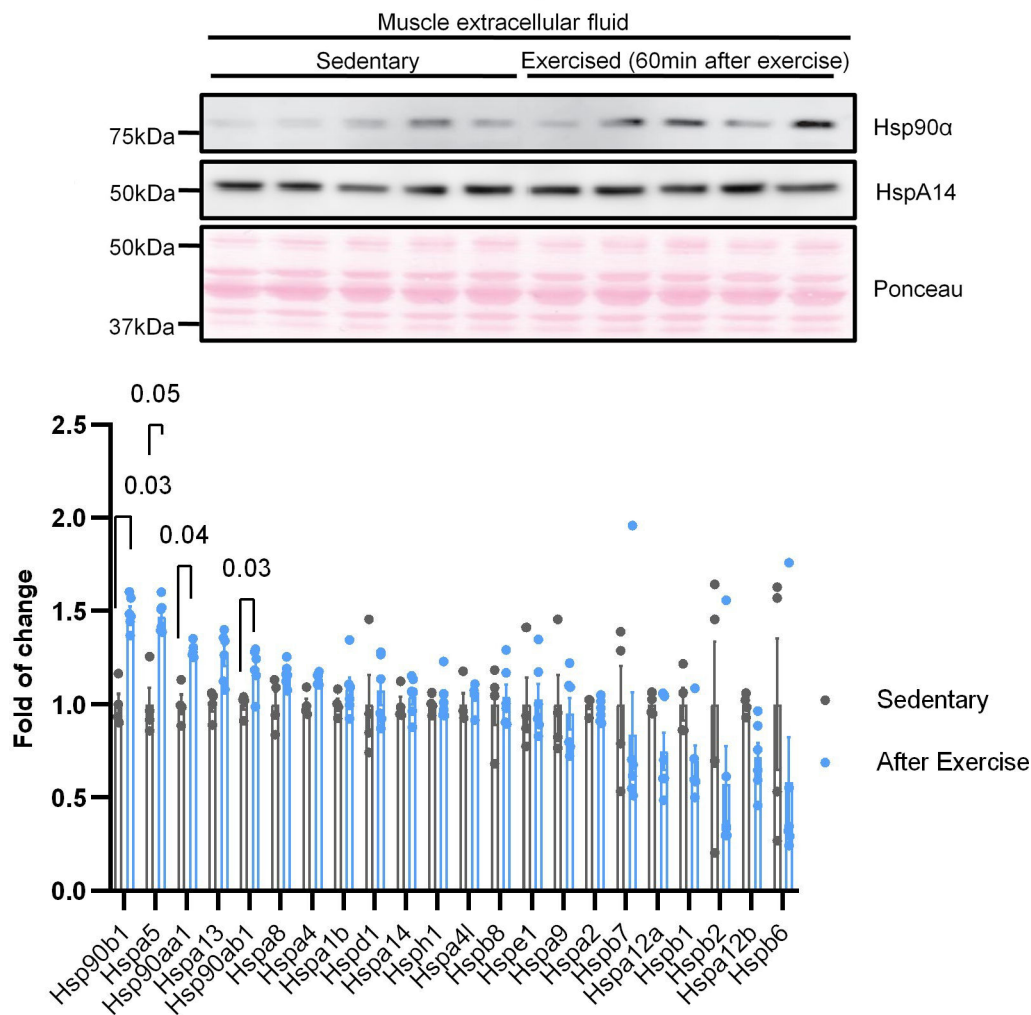 Muscle extracellular fluid
Sedentary Exercised (60min after exercise)
75kDa Hsp90α
50kDa HspA14
50kDa
Ponceau
37kDa
0.05
2.5
0.03
2.0
0.04
0.03
1.5
1.0
0.5
0.0
Fold of change
Sedentary
After Exercise
Hsp90b1
Hspa5
Hsp90aa1
Hspa13
Hsp90ab1
Hspa8
Hspa4
Hspa1b
Hspd1
Hspa14
Hsph1
Hspa4l
Hspb8
Hspe1
Hspa9
Hspa2
Hspb7
Hspa12a
Hspb1
Hspb2
Hspa12b
Hspb6